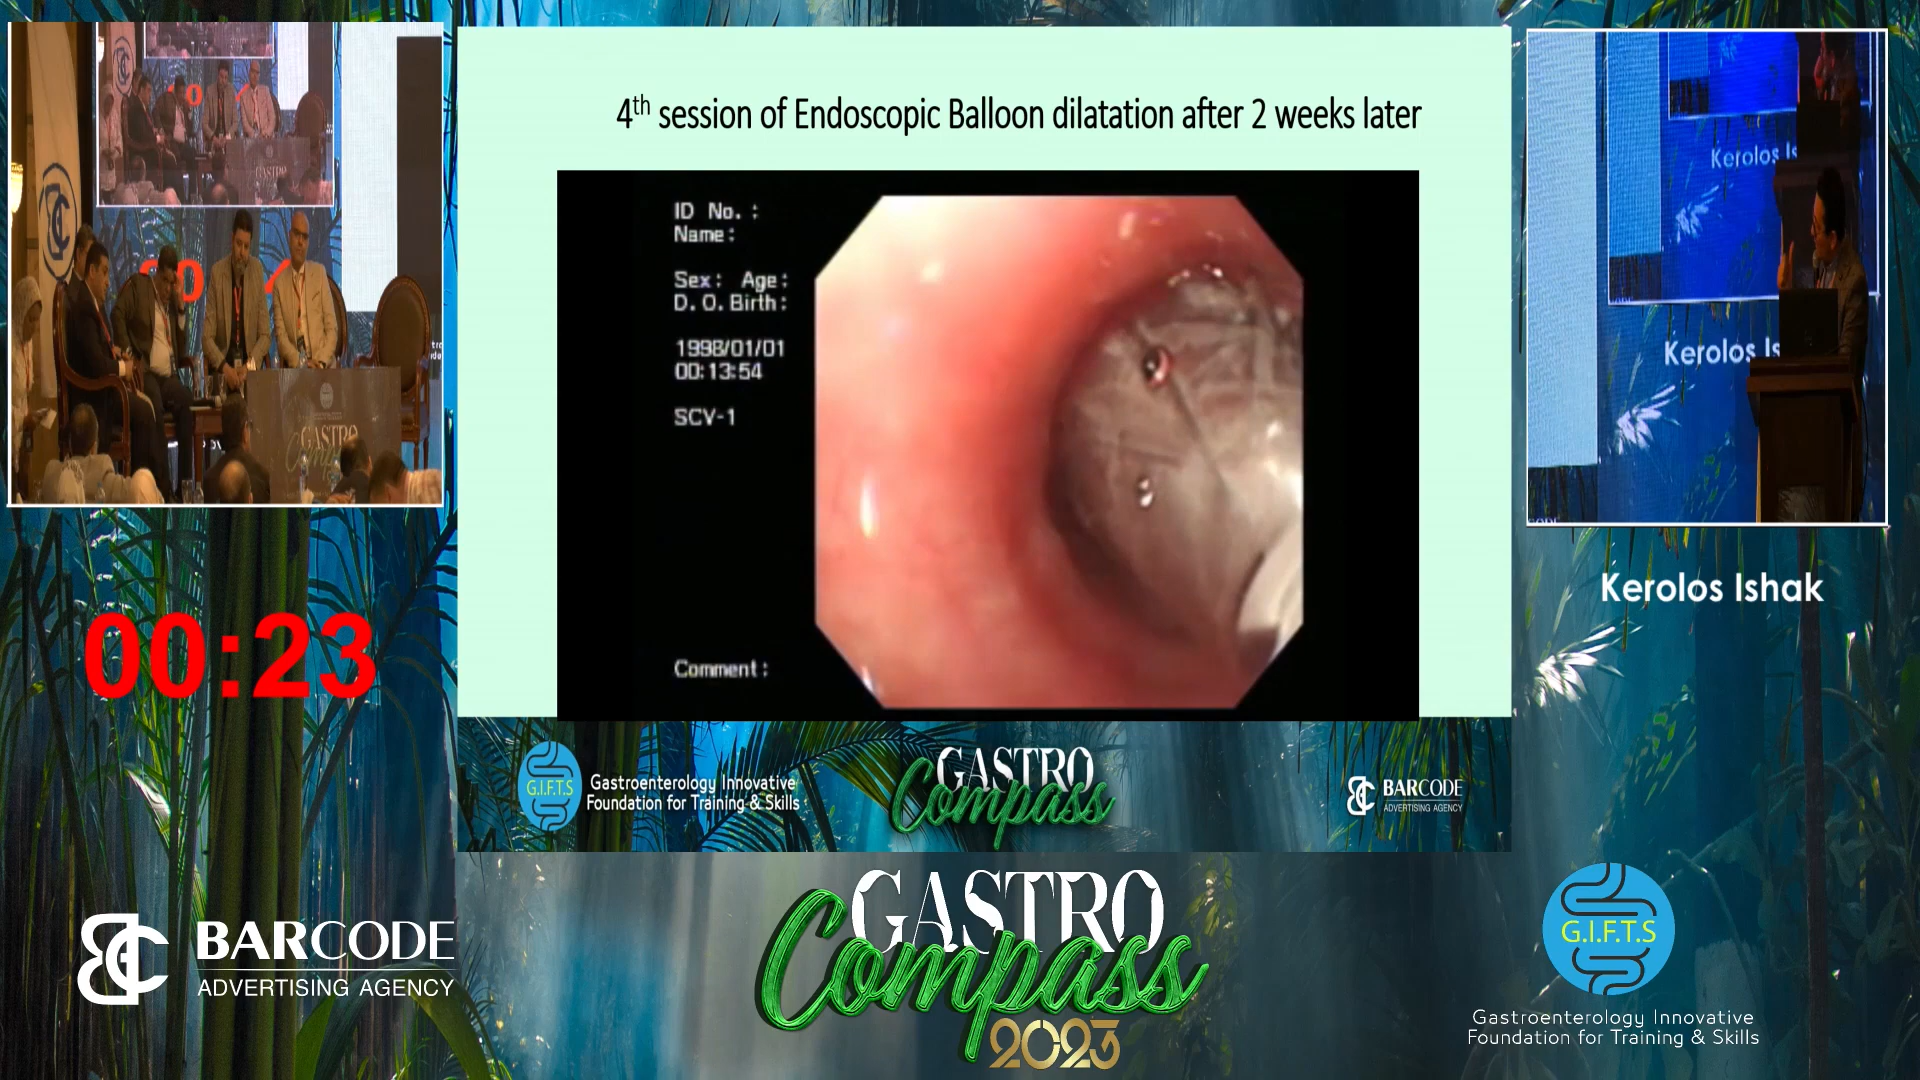 4th session of Endoscopic Balloon dilatation after 2 weeks later
ID No. :
Name :
Sex : Age :
D. O. Birth :
1998/01/01
00:13:54
SCV-1
Comment :
G.I.F.T.S
Gastroenterology Innovative
Foundation for Training & Skills
GASTRO
Compass
BARCODE
ADVERTISING AGENCY
Kerolos Is
Kerolos Is
Kerolos Ishak
00:23
GASTRO
BARCODE
ADVERTISING AGENCY
GASTRO
Compass
2023
G.I.F.T.S
Gastroenterology Innovative
Foundation for Training & Skills